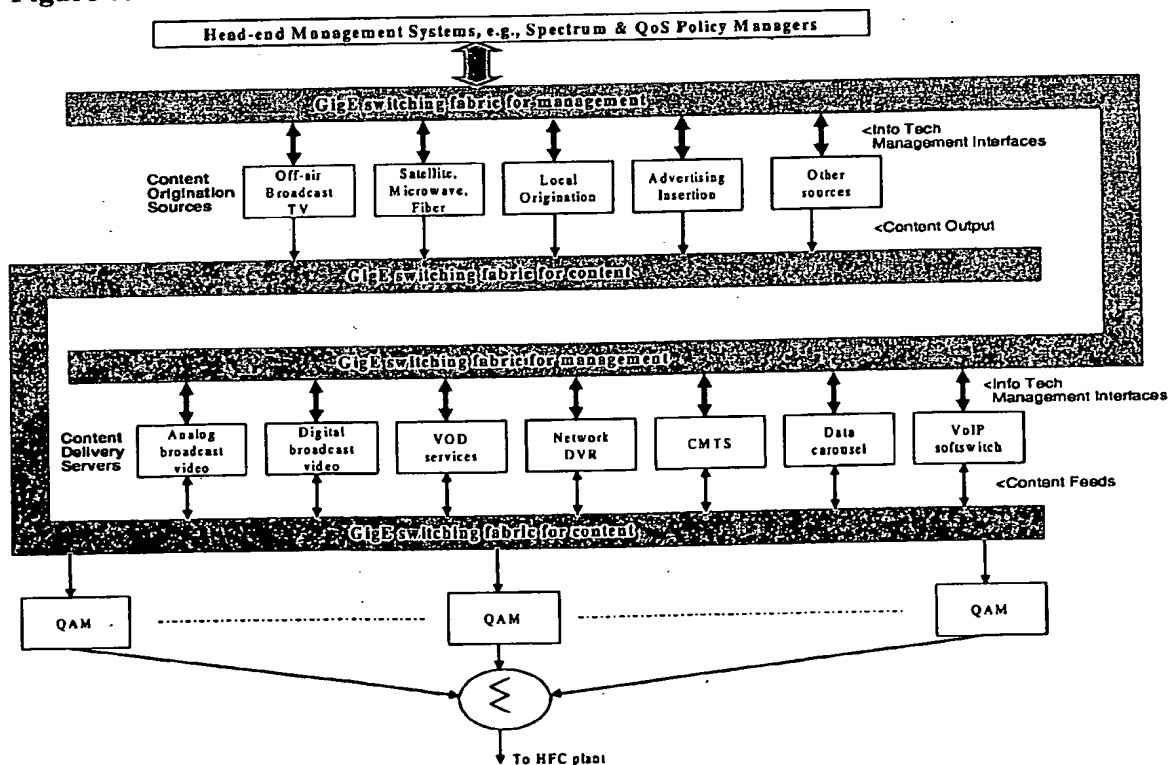 Head-end Management Systems, e.g., Spectrum & QoS Policy Managers
GigE switching fabric for management
<Info Tech
Management Interfaces
Content
Origination
Sources
Off-air
Broadcast
TV
Satellite,
Microwave,
Fiber
Local
Origination
Advertising
Insertion
Other
sources
<Content Output
GigE switching fabric for content
GigE switching fabric for management
<Info Tech
Management Interfaces
Content
Delivery
Servers
Analog
broadcast
video
Digital
broadcast
video
VOD
services
Network
DVR
CMTS
Data
carousel
VoIP
softswitch
<Content Feeds
GigE switching fabric for content
QAM
QAM
QAM
Σ
To HFC plant